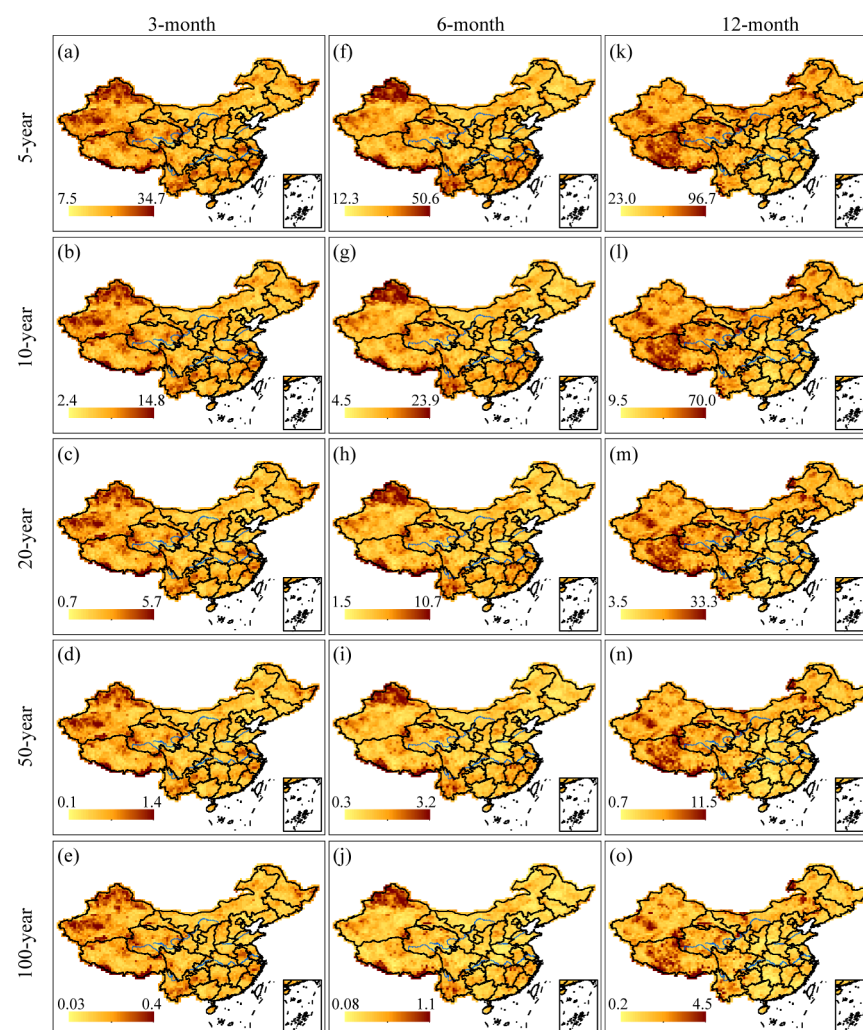 3-month 6-month 12-month
5-year
(a) (f) (k)
7.5 34.7 12.3 50.6 23.0 96.7
10-year
(b) (g) (l)
2.4 14.8 4.5 23.9 9.5 70.0
20-year
(c) (h) (m)
0.7 5.7 1.5 10.7 3.5 33.3
50-year
(d) (i) (n)
0.1 1.4 0.3 3.2 0.7 11.5
100-year
(e) (j) (o)
0.03 0.4 0.08 1.1 0.2 4.5